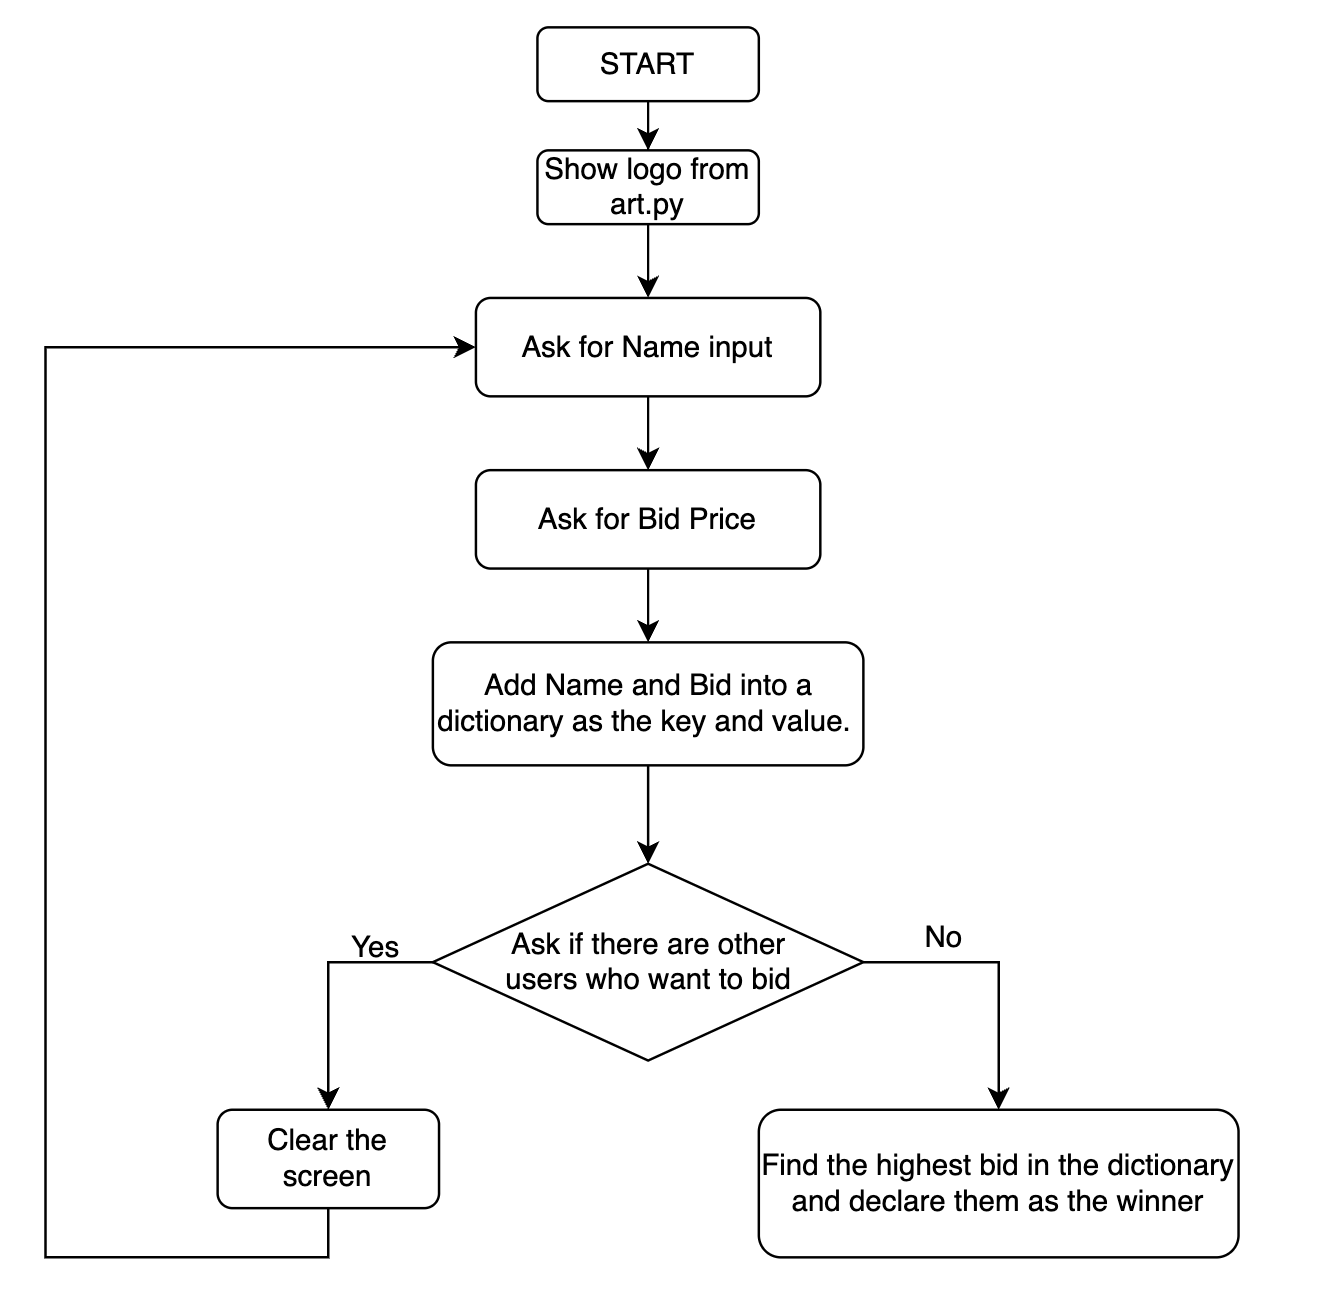 START
Show logo from
art.py
Ask for Name input
Ask for Bid Price
Add Name and Bid into a
dictionary as the key and value.
Ask if there are other
users who want to bid
Yes
No
Clear the
screen
Find the highest bid in the dictionary
and declare them as the winner